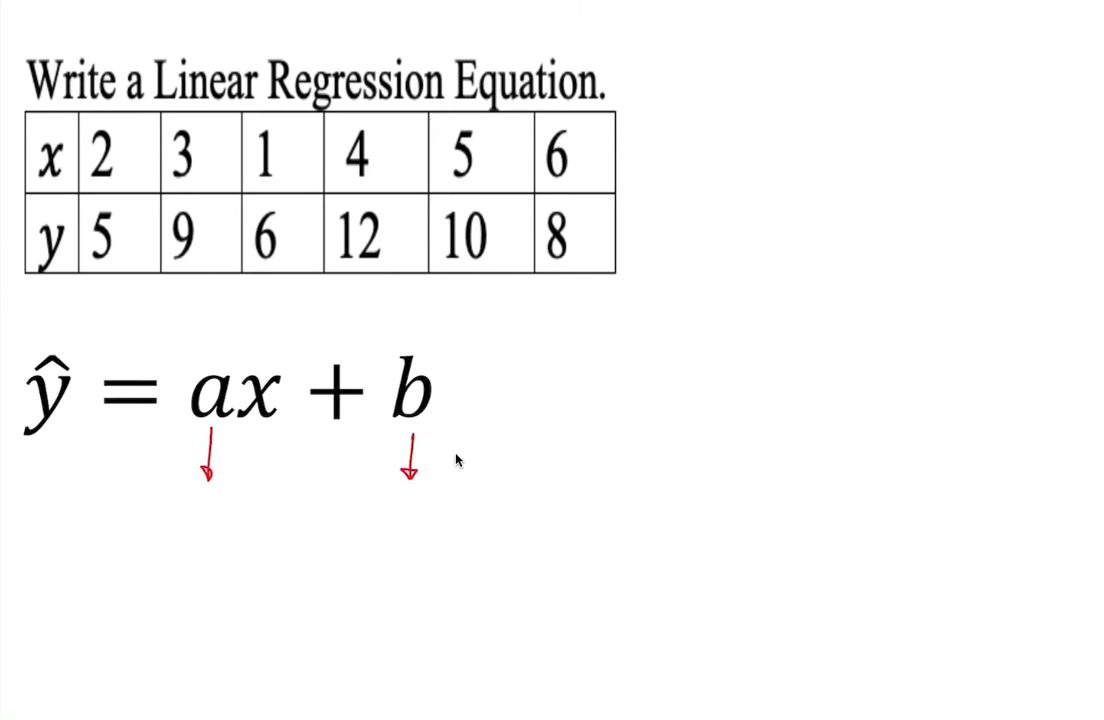 Write a Linear Regression Equation.
x 2 3 1 4 5 6
y 5 9 6 12 10 8
ŷ = ax + b